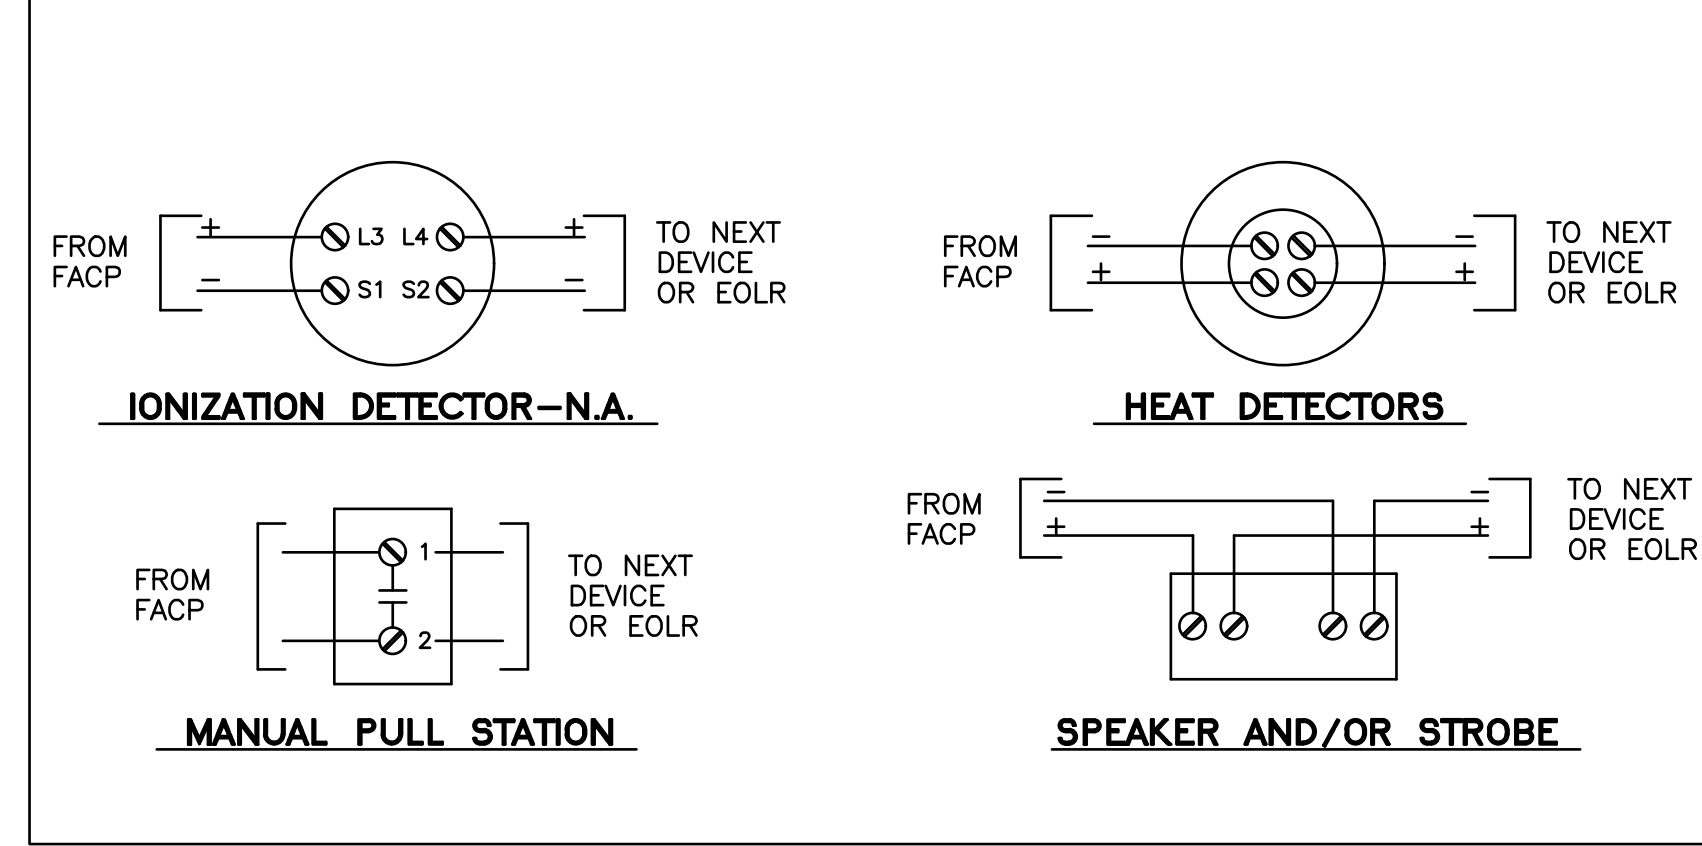 FROM
FACP
+
−
L3 L4
S1 S2
+
−
TO NEXT
DEVICE
OR EOLR
IONIZATION DETECTOR−N.A.
FROM
FACP
−
+
−
+
TO NEXT
DEVICE
OR EOLR
HEAT DETECTORS
FROM
FACP
1
2
TO NEXT
DEVICE
OR EOLR
MANUAL PULL STATION
FROM
FACP
−
+
−
+
TO NEXT
DEVICE
OR EOLR
SPEAKER AND/OR STROBE